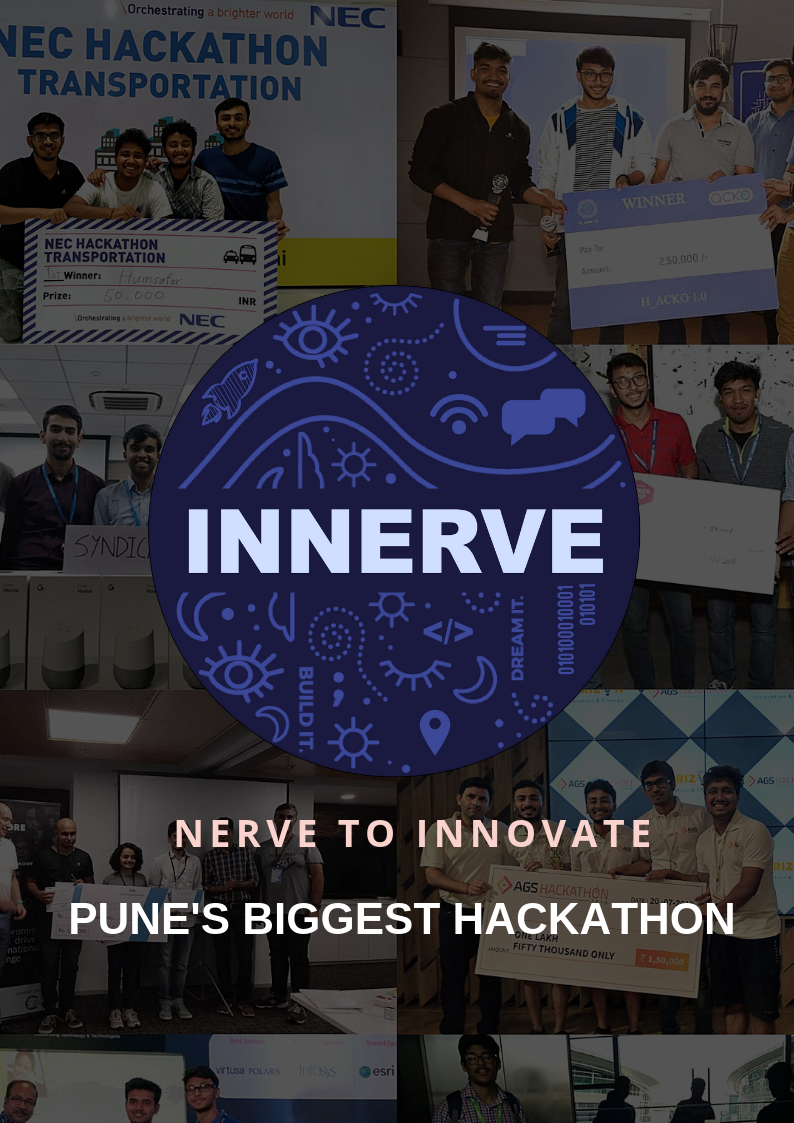 \Orchestrating a brighter world NEC
NEC HACKATHON
TRANSPORTATION
NEC HACKATHON
TRANSPORTATION
1st Winner: Humsafar
Prize: 50,000 INR
\Orchestrating a brighter world NEC
WINNER ACKO
Pay To:
Amount: 2,50,000 /-
H_ACKO 1.0
SYNDIC
INNERVE
BUILD IT.
</>
DREAM IT.
010100010001
010101
NERVE TO INNOVATE
AGS HACKATHON
PUNE'S BIGGEST HACKATHON
ONE LAKH
FIFTY THOUSAND ONLY
₹ 1,50,000
virtusa POLARIS Infosys esri